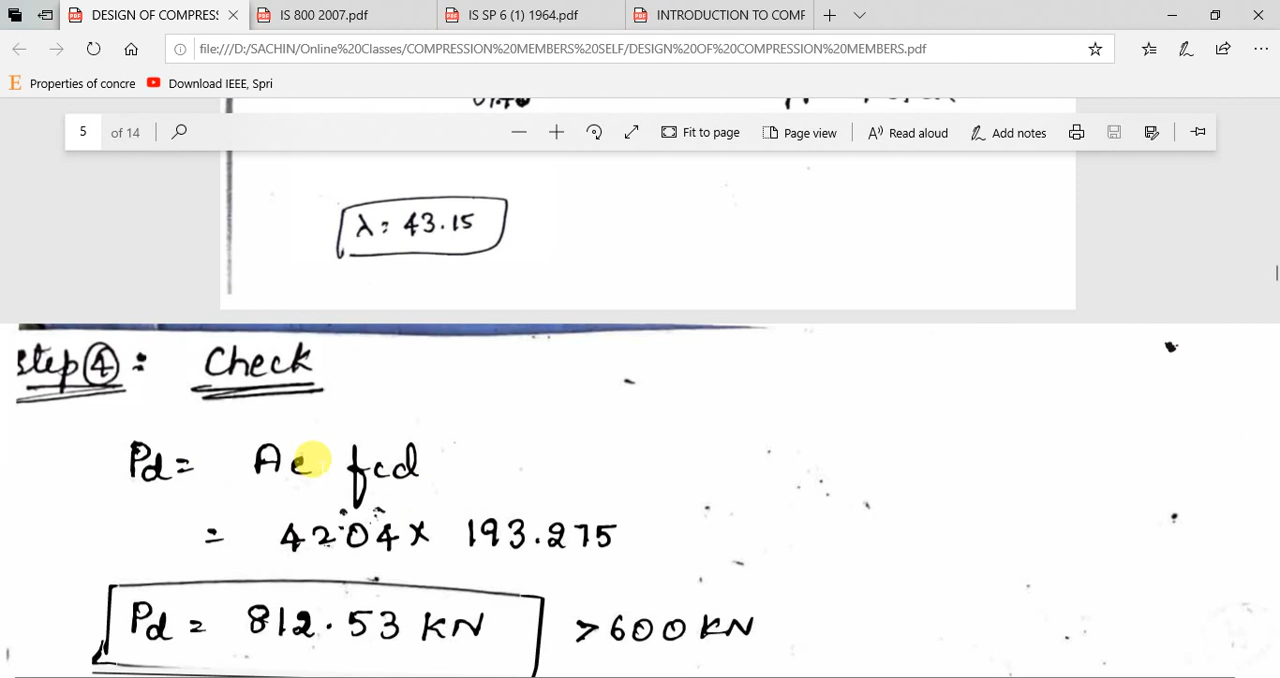 DESIGN OF COMPRESS
IS 800 2007.pdf
IS SP 6 (1) 1964.pdf
INTRODUCTION TO COMP
file:///D:/SACHIN/Online%20Classes/COMPRESSION%20MEMBERS%20SELF/DESIGN%20OF%20COMPRESSION%20MEMBERS.pdf
Properties of concre
Download IEEE, Spri
5 of 14
Fit to page
Page view
Read aloud
Add notes
λ = 43.15
Step ④ : Check
Pd = Ae fcd
= 4204 × 193.275
Pd = 812.53 KN > 600 KN